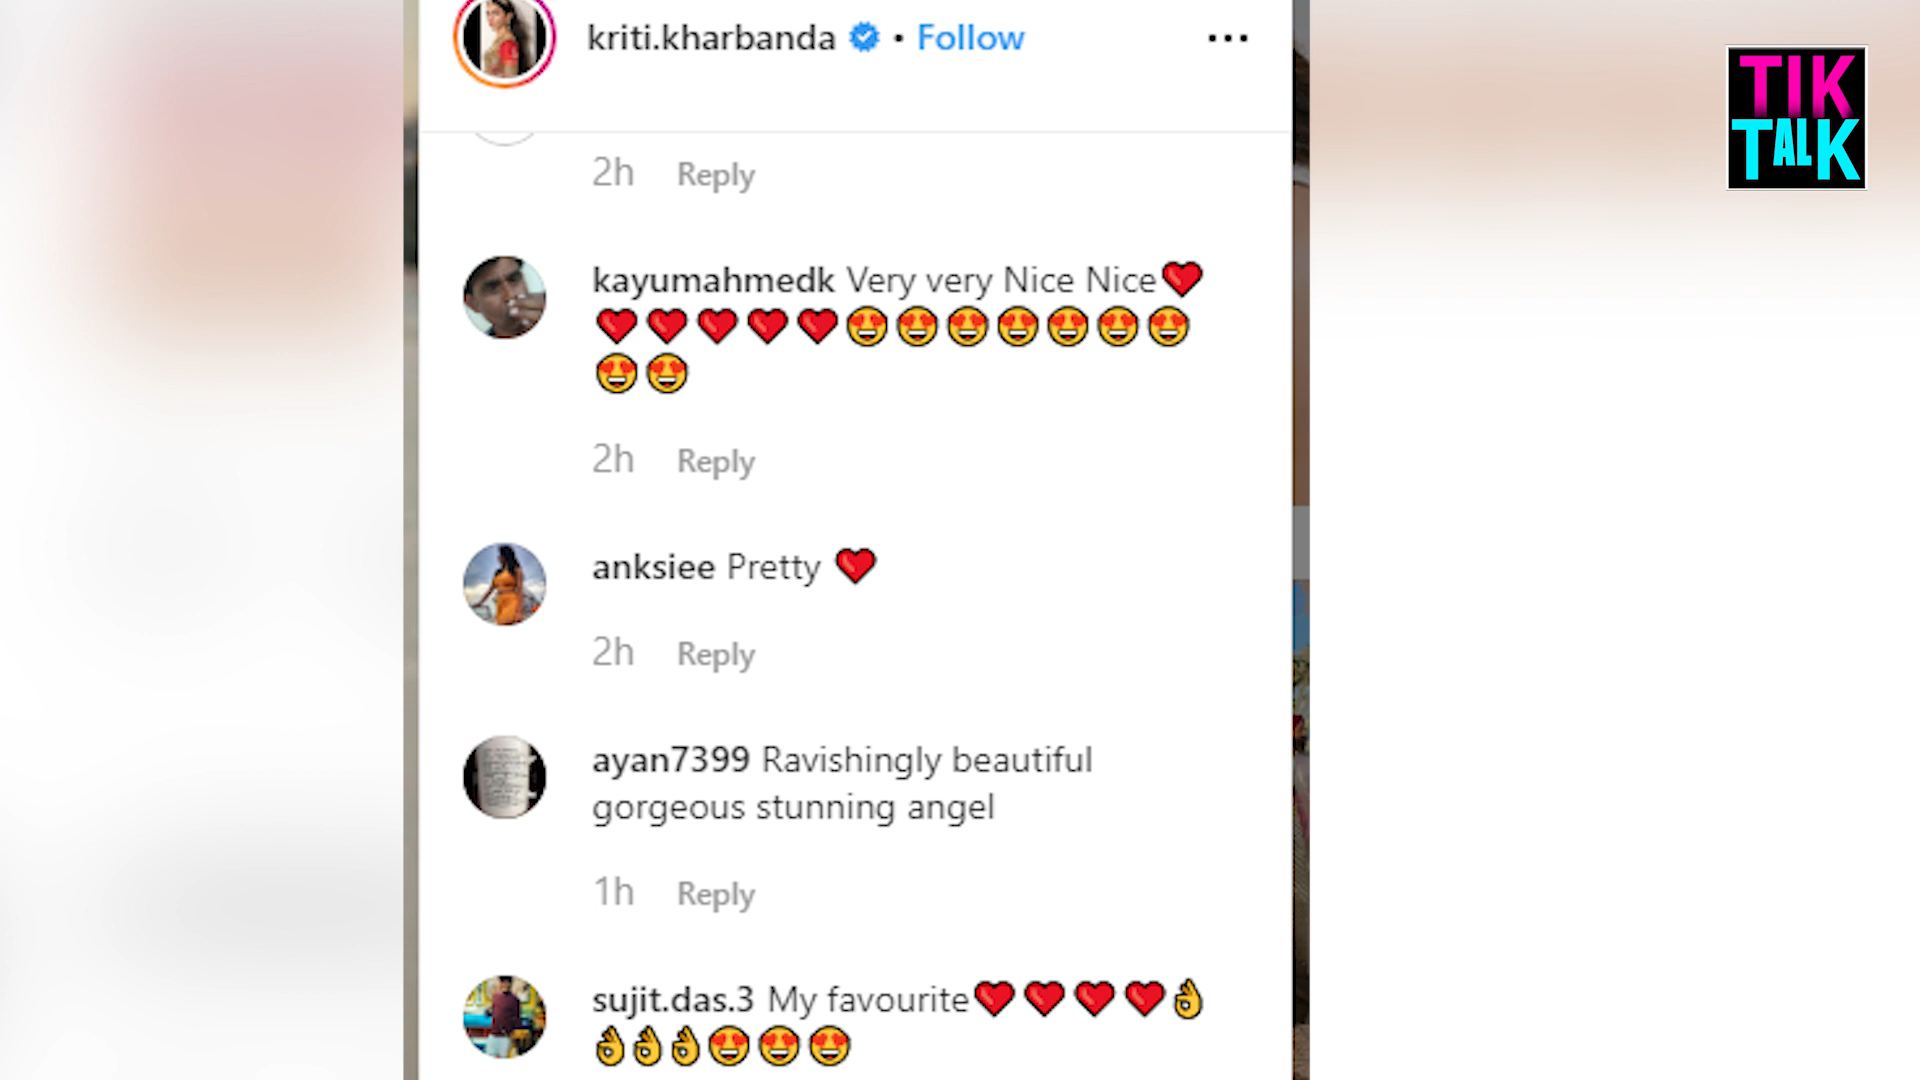 kriti.kharbanda • Follow
TIK
TALK
2h Reply
kayumahmedk Very very Nice Nice❤️
❤️❤️❤️❤️❤️😍😍😍😍😍😍😍
😍😍
2h Reply
anksiee Pretty ❤️
2h Reply
ayan7399 Ravishingly beautiful
gorgeous stunning angel
1h Reply
sujit.das.3 My favourite❤️❤️❤️❤️👌
👌👌👌😍😍😍